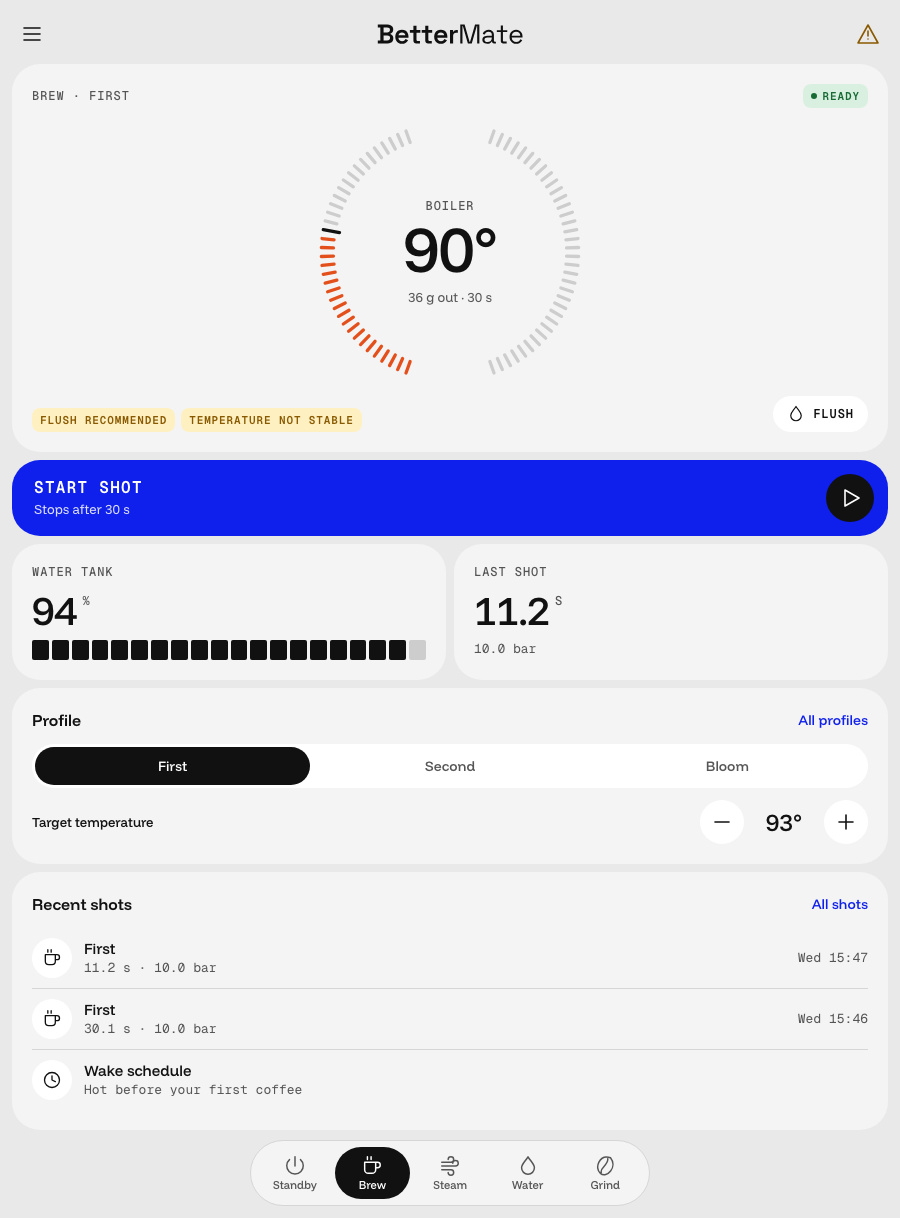 BetterMate
BREW · FIRST
READY
BOILER
90°
36 g out · 30 s
FLUSH RECOMMENDED
TEMPERATURE NOT STABLE
FLUSH
START SHOT
Stops after 30 s
WATER TANK
94 %
LAST SHOT
11.2 S
10.0 bar
Profile
All profiles
First
Second
Bloom
Target temperature
93°
Recent shots
All shots
First
11.2 s · 10.0 bar
Wed 15:47
First
30.1 s · 10.0 bar
Wed 15:46
Wake schedule
Hot before your first coffee
Standby
Brew
Steam
Water
Grind